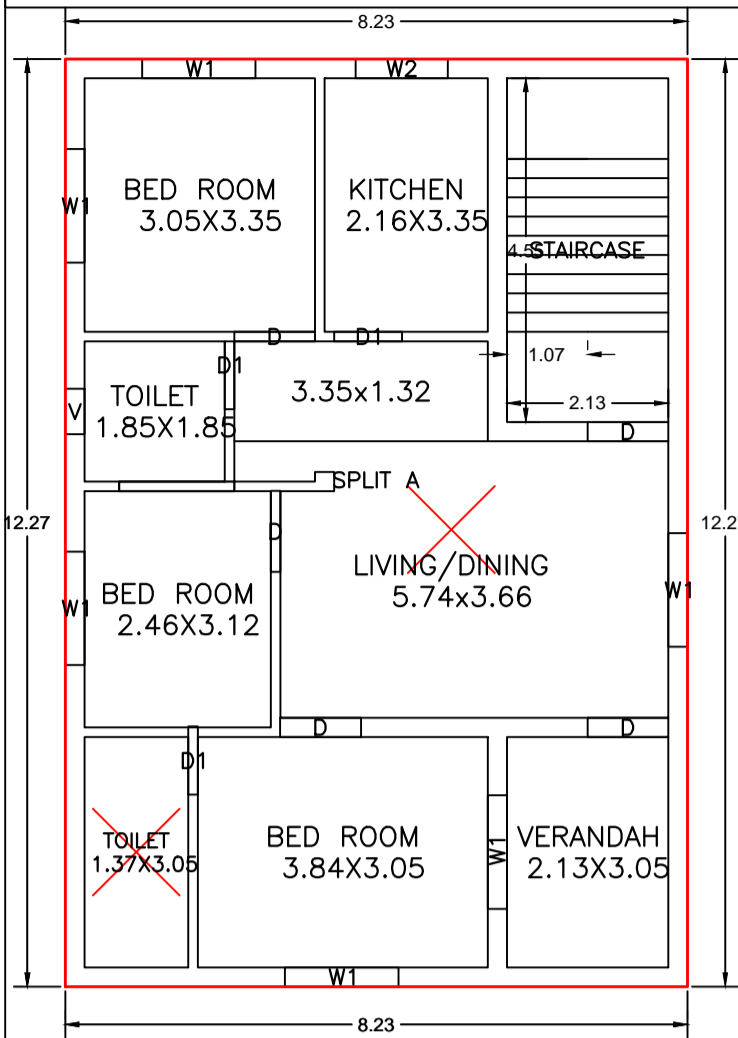 8.23
W1
W2
BED ROOM
3.05X3.35
KITCHEN
2.16X3.35
W1
STAIRCASE
D
D1
D1
1.07
3.35x1.32
TOILET
1.85X1.85
V
2.13
D
SPLIT A
12.27
12.2
D
LIVING/DINING
5.74x3.66
W1
BED ROOM
2.46X3.12
W1
D
D
D1
TOILET
1.37X3.05
BED ROOM
3.84X3.05
W1
VERANDAH
2.13X3.05
W1
8.23